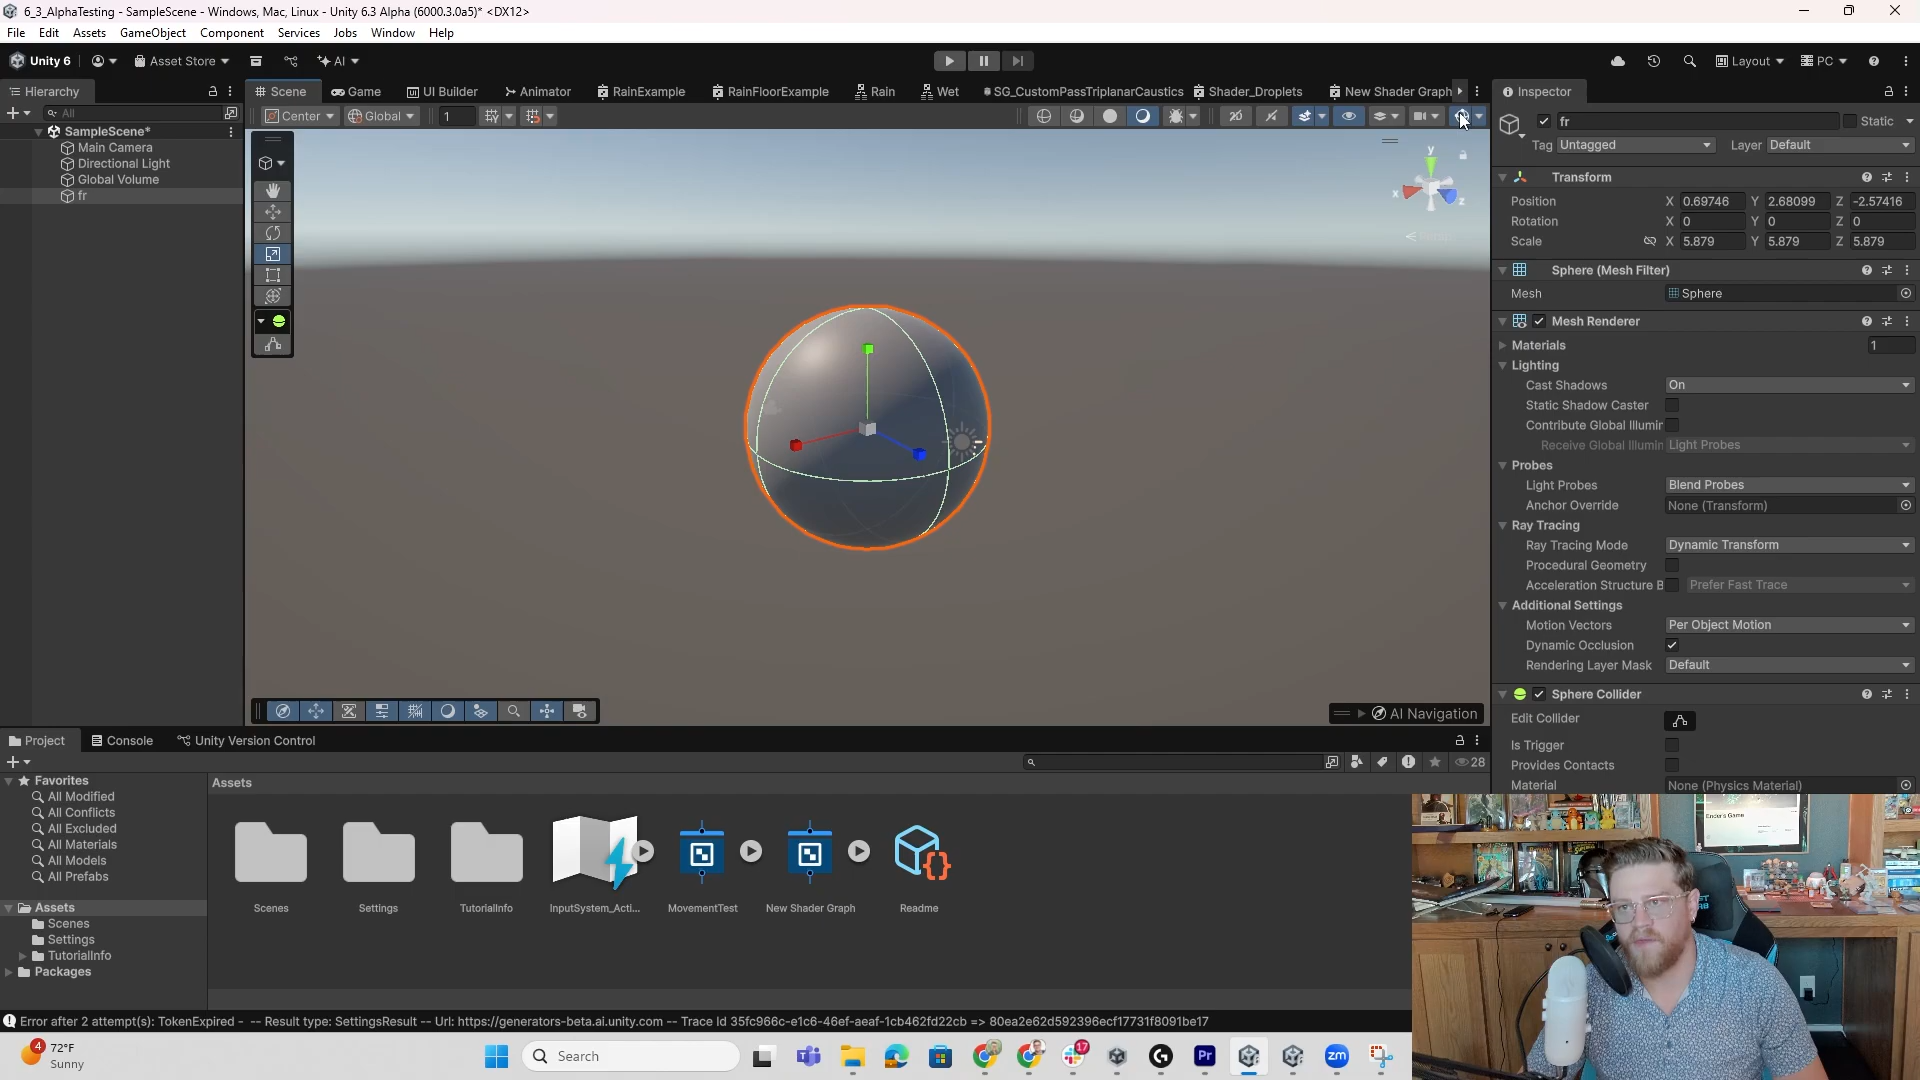 6_3_AlphaTesting - SampleScene - Windows, Mac, Linux - Unity 6.3 Alpha (6000.3.0a5)* <DX12>
File Edit Assets GameObject Component Services Jobs Window Help
Unity 6 Asset Store AI Layout PC
Hierarchy Scene Game UI Builder Animator RainExample RainFloorExample Rain Wet SG_CustomPassTriplanarCaustics Shader_Droplets New Shader Graph Inspector
All Center Global 1
fr Static
Tag Untagged Layer Default
SampleScene*
Main Camera
Directional Light
Global Volume
fr
y
x
z
Transform
Position X 0.69746 Y 2.68099 Z -2.57416
Rotation X 0 Y 0 Z 0
Scale X 5.879 Y 5.879 Z 5.879
Sphere (Mesh Filter)
Mesh Sphere
Mesh Renderer
Materials 1
Lighting
Cast Shadows On
Static Shadow Caster
Contribute Global Illumir
Receive Global Illumin Light Probes
Probes
Light Probes Blend Probes
Anchor Override None (Transform)
Ray Tracing
Ray Tracing Mode Dynamic Transform
Procedural Geometry
Acceleration Structure B Prefer Fast Trace
Additional Settings
Motion Vectors Per Object Motion
Dynamic Occlusion
Rendering Layer Mask Default
Sphere Collider
Edit Collider
Is Trigger
Provides Contacts
Material None (Physics Material)
AI Navigation
Project Console Unity Version Control
28
Favorites
All Modified
All Conflicts
All Excluded
All Materials
All Models
All Prefabs
Assets
Scenes
Settings
TutorialInfo
Packages
Assets
Scenes Settings TutorialInfo InputSystem_Acti... MovementTest New Shader Graph Readme
Ender's Game
Error after 2 attempt(s): TokenExpired - -- Result type: SettingsResult -- Url: https://generators-beta.ai.unity.com -- Trace Id 35fc966c-e1c6-46ef-aeaf-1cb462fd22cb => 80ea2e62d592396ecf17731f8091be17
4
72°F
Sunny
Search
17
Pr
zm